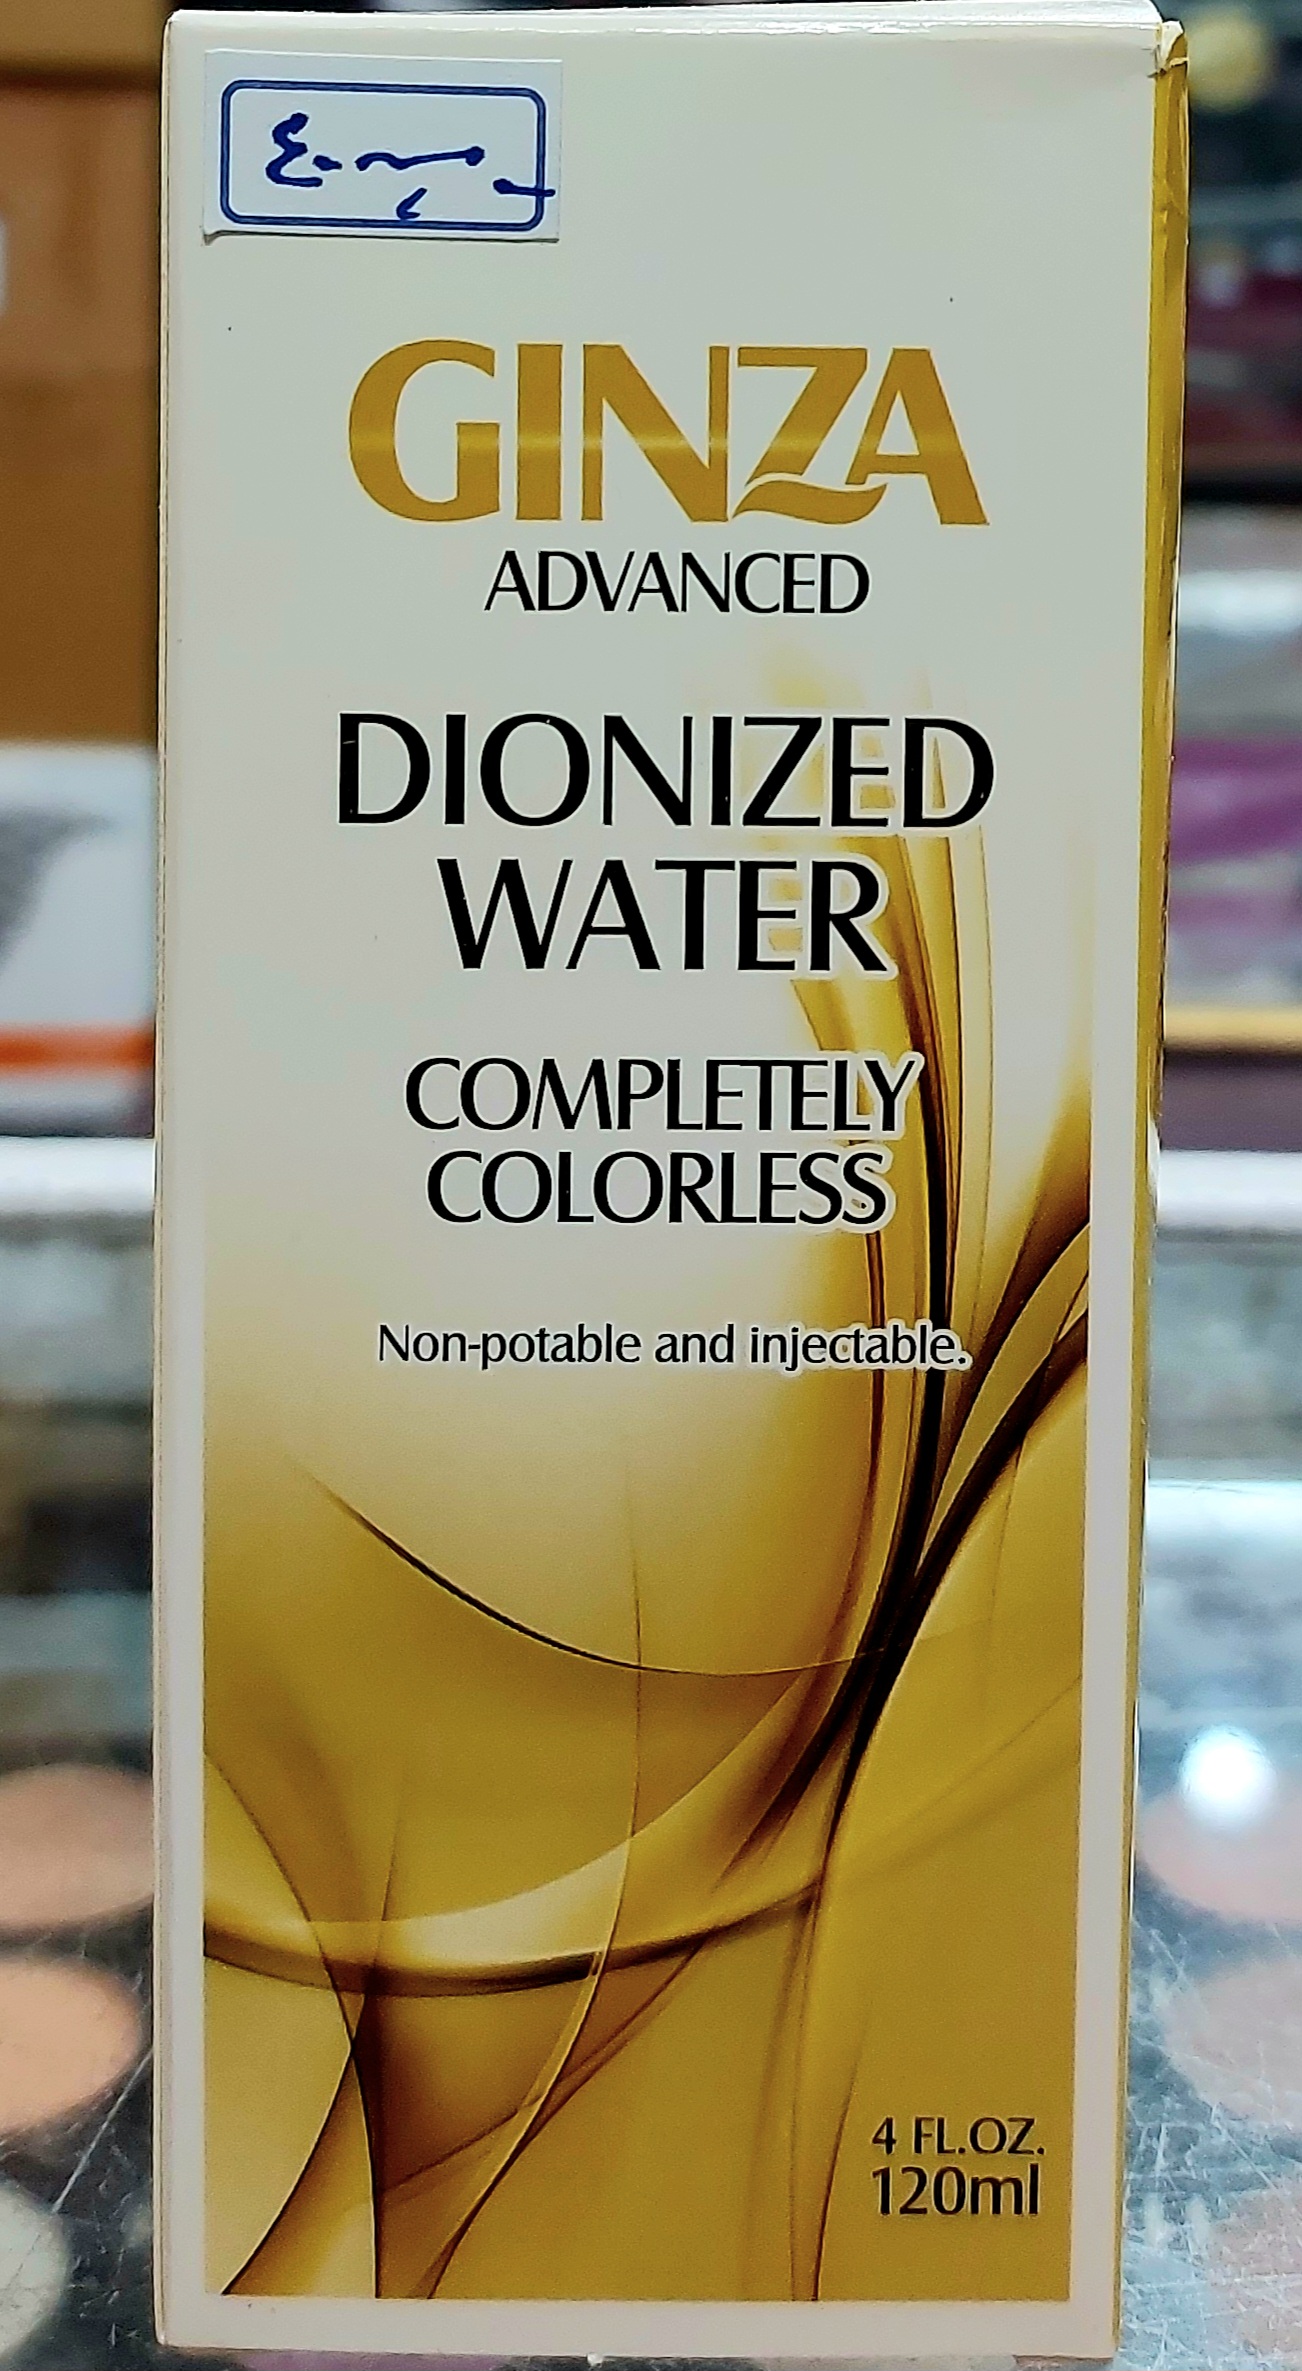 GINZA
ADVANCED
DIONIZED
WATER
COMPLETELY
COLORLESS
Non-potable and injectable.
4 FL.OZ.
120ml